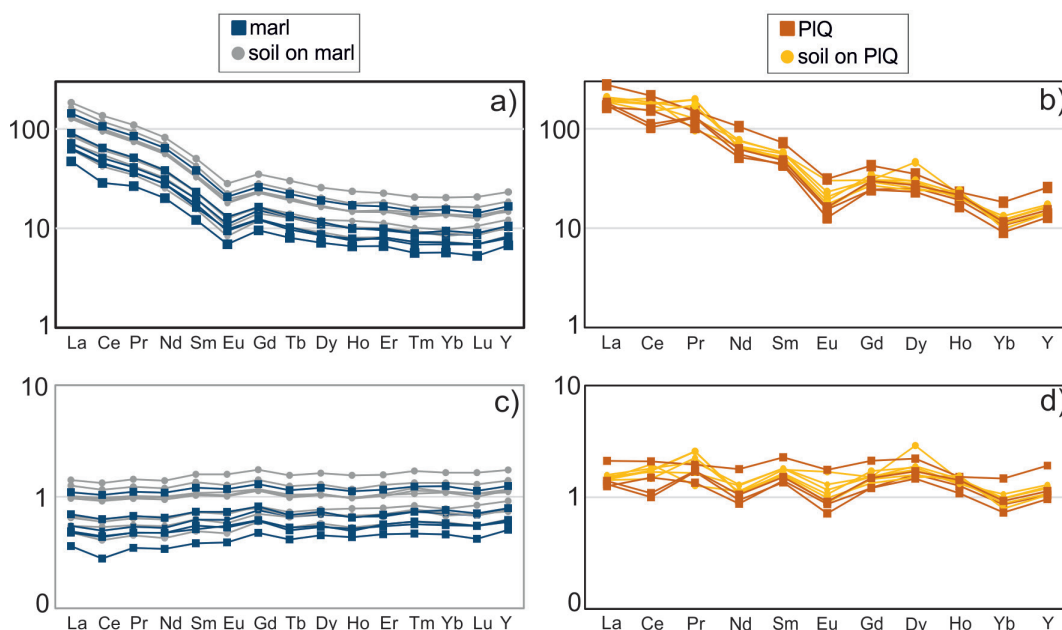 marl
soil on marl
PlQ
soil on PlQ
a)
100
10
1
La Ce Pr Nd Sm Eu Gd Tb Dy Ho Er Tm Yb Lu Y
b)
100
10
1
La Ce Pr Nd Sm Eu Gd Dy Ho Yb Y
c)
10
1
0
La Ce Pr Nd Sm Eu Gd Tb Dy Ho Er Tm Yb Lu Y
d)
10
1
0
La Ce Pr Nd Sm Eu Gd Dy Ho Yb Y